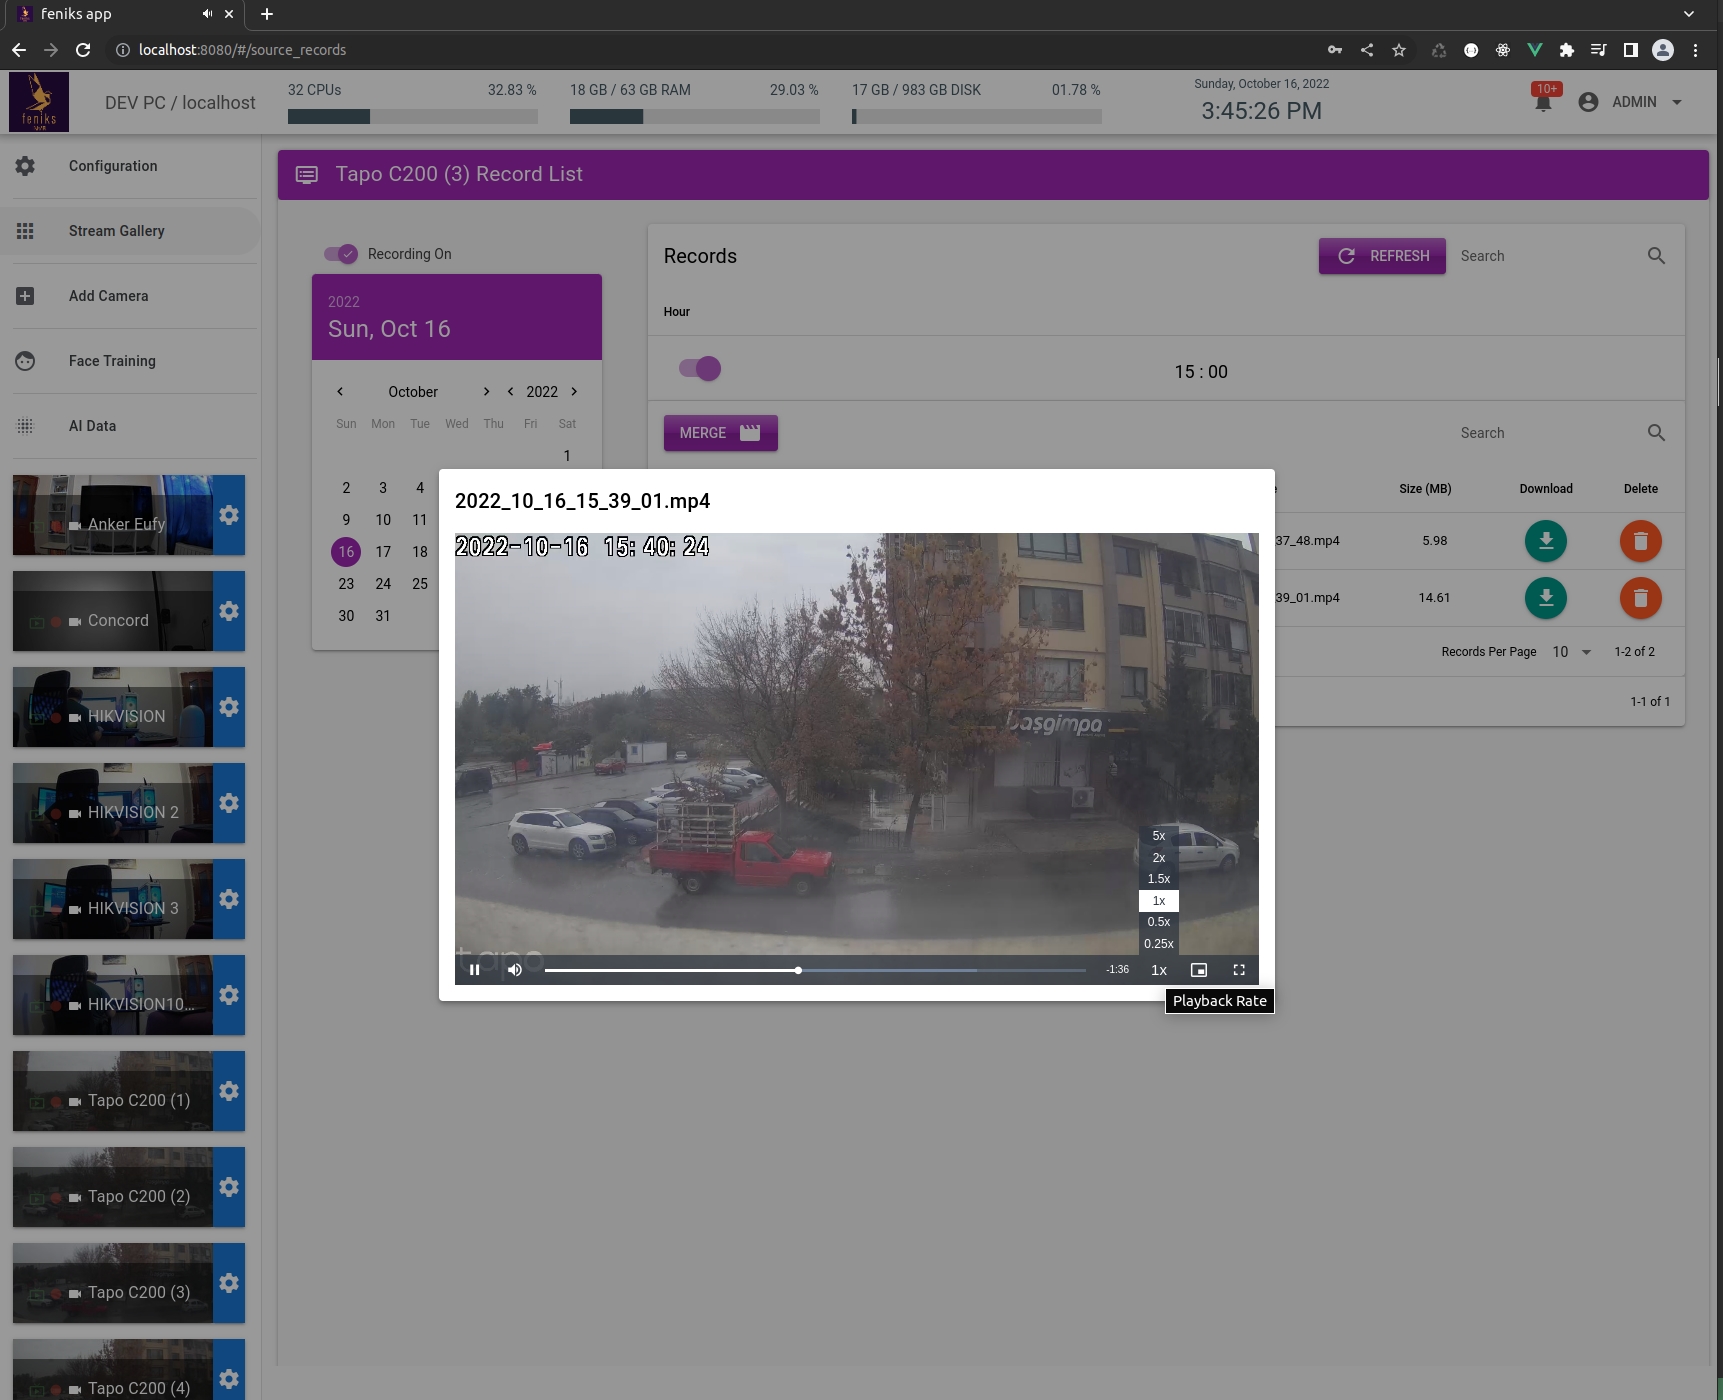 feniks app
localhost:8080/#/source_records
feniks
NVR
DEV PC / localhost
32 CPUs 32.83 %
18 GB / 63 GB RAM 29.03 %
17 GB / 983 GB DISK 01.78 %
Sunday, October 16, 2022
3:45:26 PM
10+
ADMIN
Configuration
Stream Gallery
Add Camera
Face Training
AI Data
Anker Eufy
Concord
HIKVISION
HIKVISION 2
HIKVISION 3
HIKVISION10...
Tapo C200 (1)
Tapo C200 (2)
Tapo C200 (3)
Tapo C200 (4)
Tapo C200 (3) Record List
Recording On
2022
Sun, Oct 16
October 2022
Sun Mon Tue Wed Thu Fri Sat
1
2 3 4
9 10 11
16 17 18
23 24 25
30 31
Records
REFRESH
Search
Hour
15 : 00
MERGE
Search
Size (MB) Download Delete
37_48.mp4 5.98
39_01.mp4 14.61
Records Per Page 10 1-2 of 2
1-1 of 1
2022_10_16_15_39_01.mp4
2022-10-16 15:40:24
başgimpa
5x
2x
1.5x
1x
0.5x
0.25x
tapo
-1:36 1x
Playback Rate